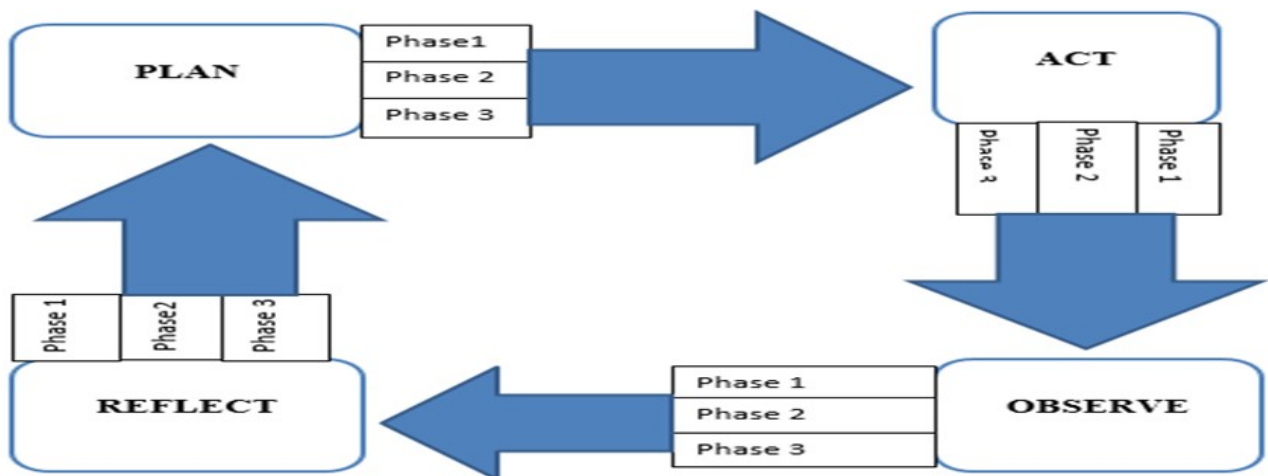 PLAN
Phase1
Phase 2
Phase 3
ACT
Phase 3
Phase 2
Phase 1
OBSERVE
Phase 1
Phase 2
Phase 3
REFLECT
Phase 1
Phase2
Phase 3